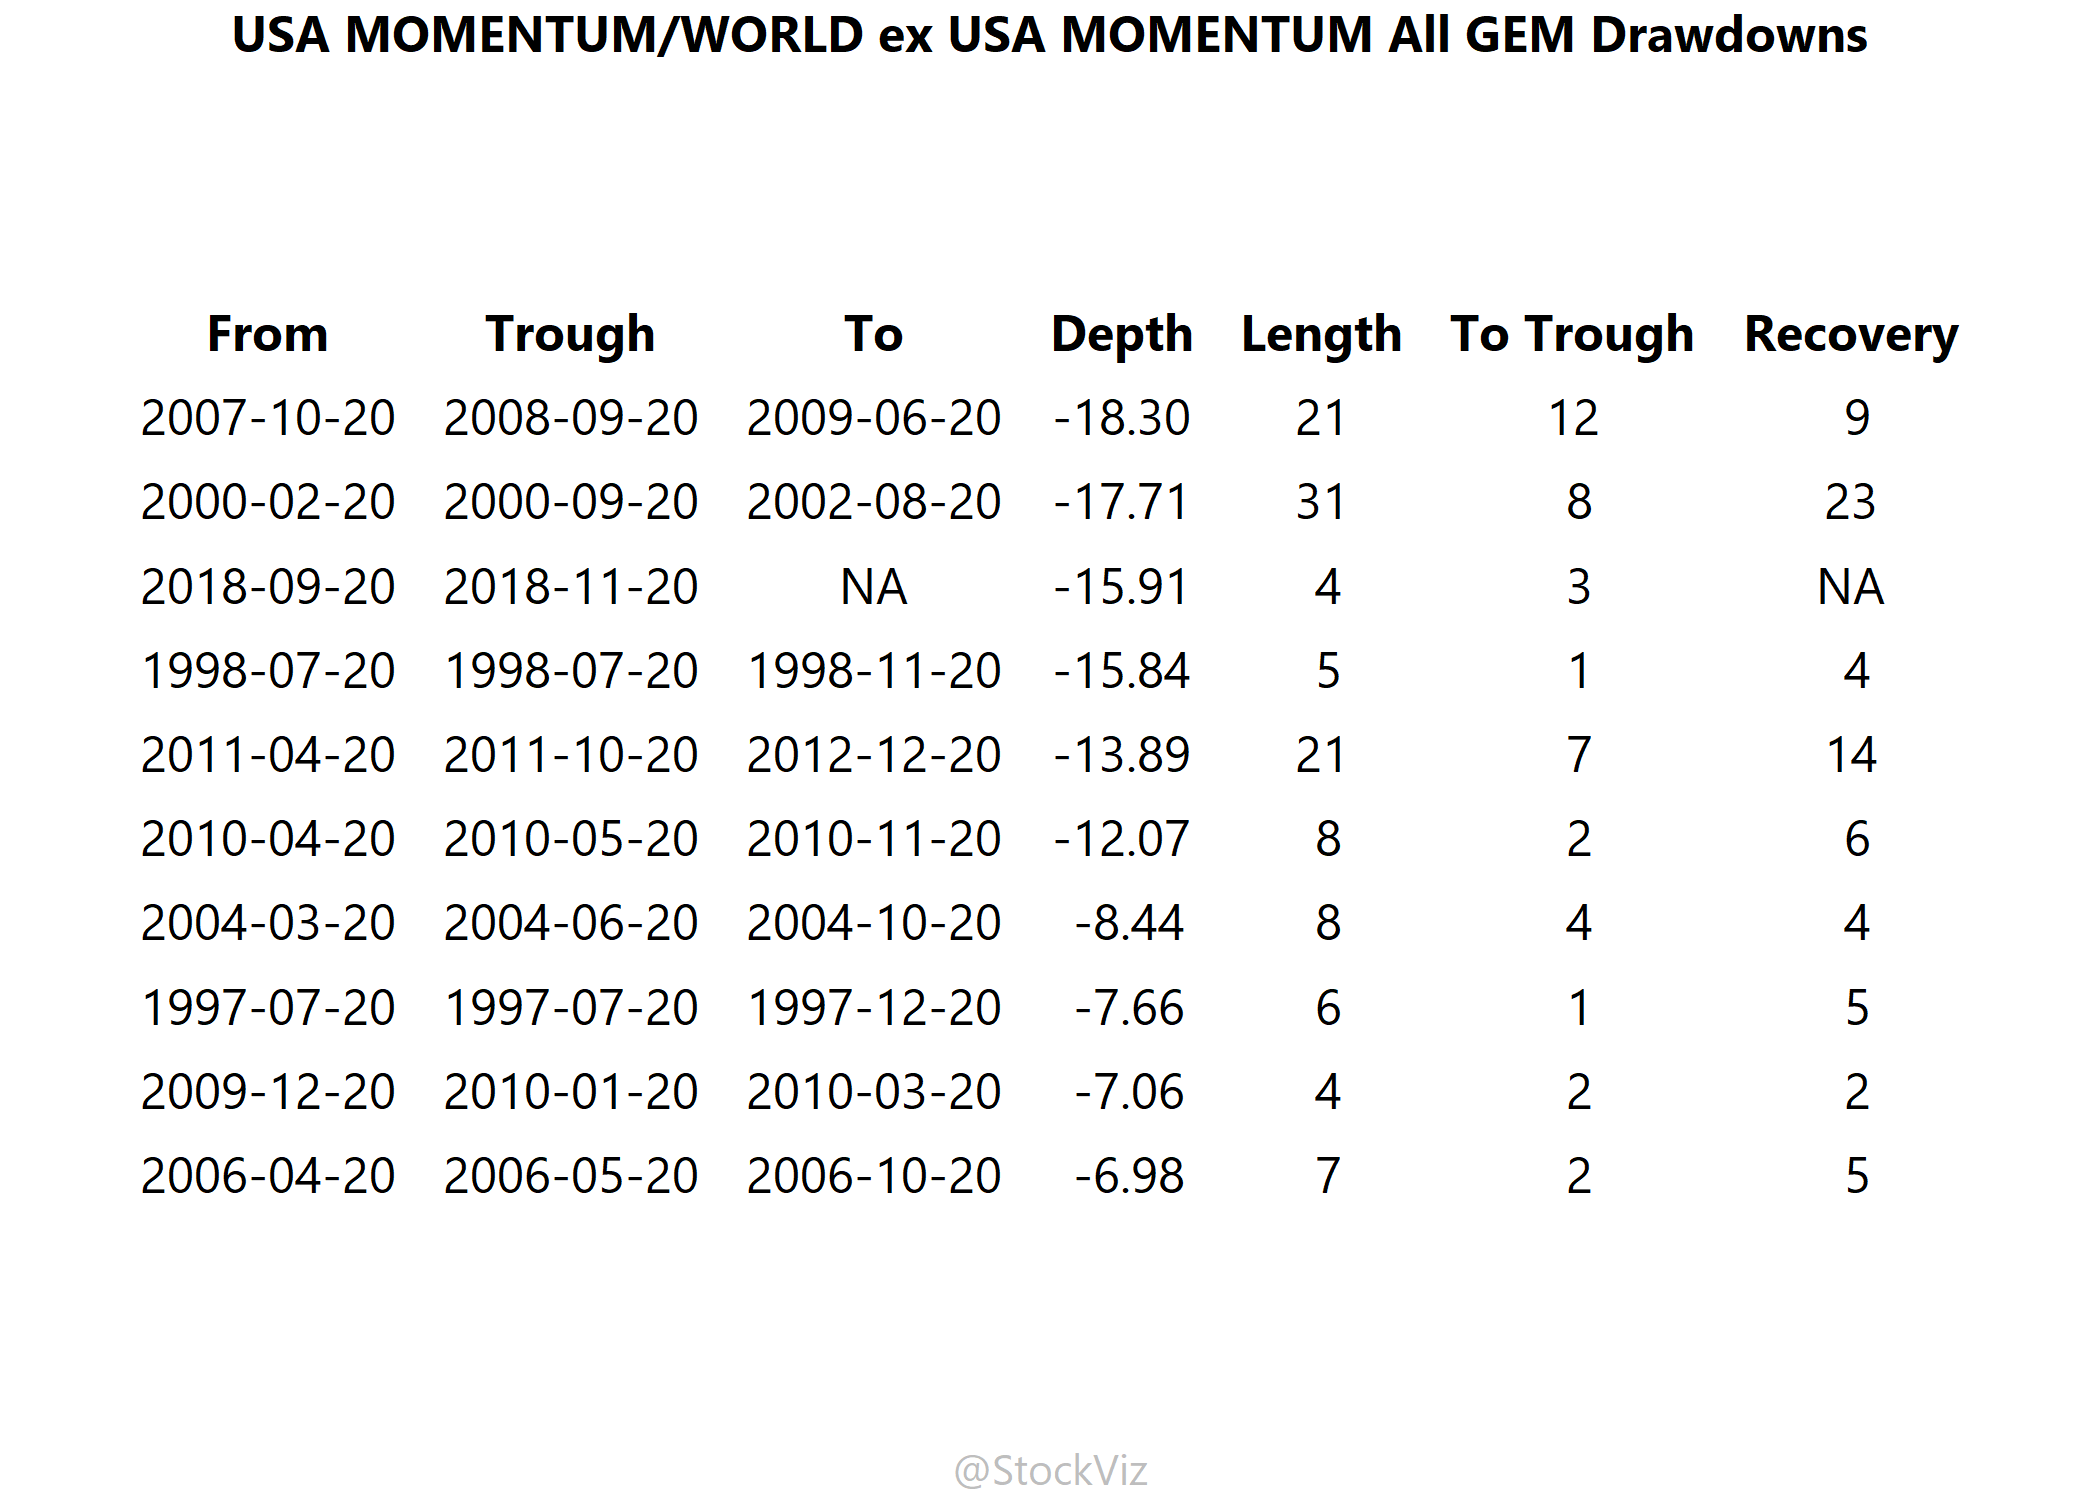 USA MOMENTUM/WORLD ex USA MOMENTUM All GEM Drawdowns
From Trough To Depth Length To Trough Recovery
2007-10-20 2008-09-20 2009-06-20 -18.30 21 12 9
2000-02-20 2000-09-20 2002-08-20 -17.71 31 8 23
2018-09-20 2018-11-20 NA -15.91 4 3 NA
1998-07-20 1998-07-20 1998-11-20 -15.84 5 1 4
2011-04-20 2011-10-20 2012-12-20 -13.89 21 7 14
2010-04-20 2010-05-20 2010-11-20 -12.07 8 2 6
2004-03-20 2004-06-20 2004-10-20 -8.44 8 4 4
1997-07-20 1997-07-20 1997-12-20 -7.66 6 1 5
2009-12-20 2010-01-20 2010-03-20 -7.06 4 2 2
2006-04-20 2006-05-20 2006-10-20 -6.98 7 2 5
@StockViz